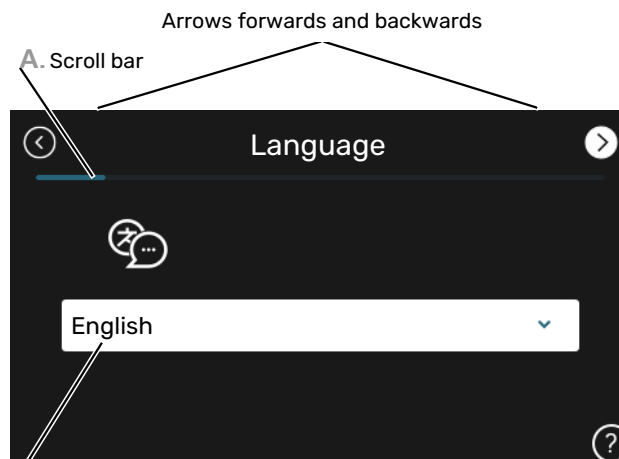 Arrows forwards and backwards
A. Scroll bar
Language
English
?